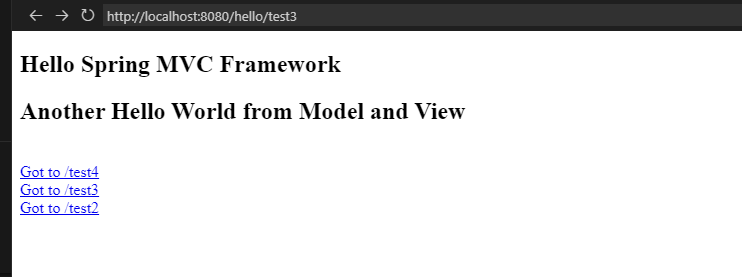 http://localhost:8080/hello/test3
Hello Spring MVC Framework
Another Hello World from Model and View
Got to /test4
Got to /test3
Got to /test2